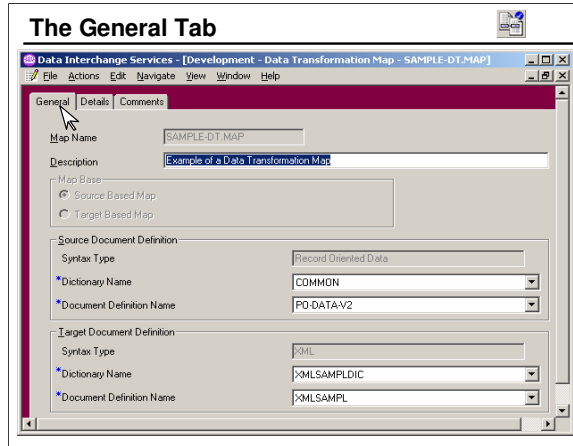 The General Tab
Data Interchange Services - [Development - Data Transformation Map - SAMPLE-DT.MAP]
File Actions Edit Navigate View Window Help
General Details Comments
Map Name SAMPLE-DT.MAP
Description Example of a Data Transformation Map
Map Base
Source Based Map
Target Based Map
Source Document Definition
Syntax Type Record Oriented Data
*Dictionary Name COMMON
*Document Definition Name PO-DATA-V2
Target Document Definition
Syntax Type XML
*Dictionary Name XMLSAMPLDIC
*Document Definition Name XMLSAMPL